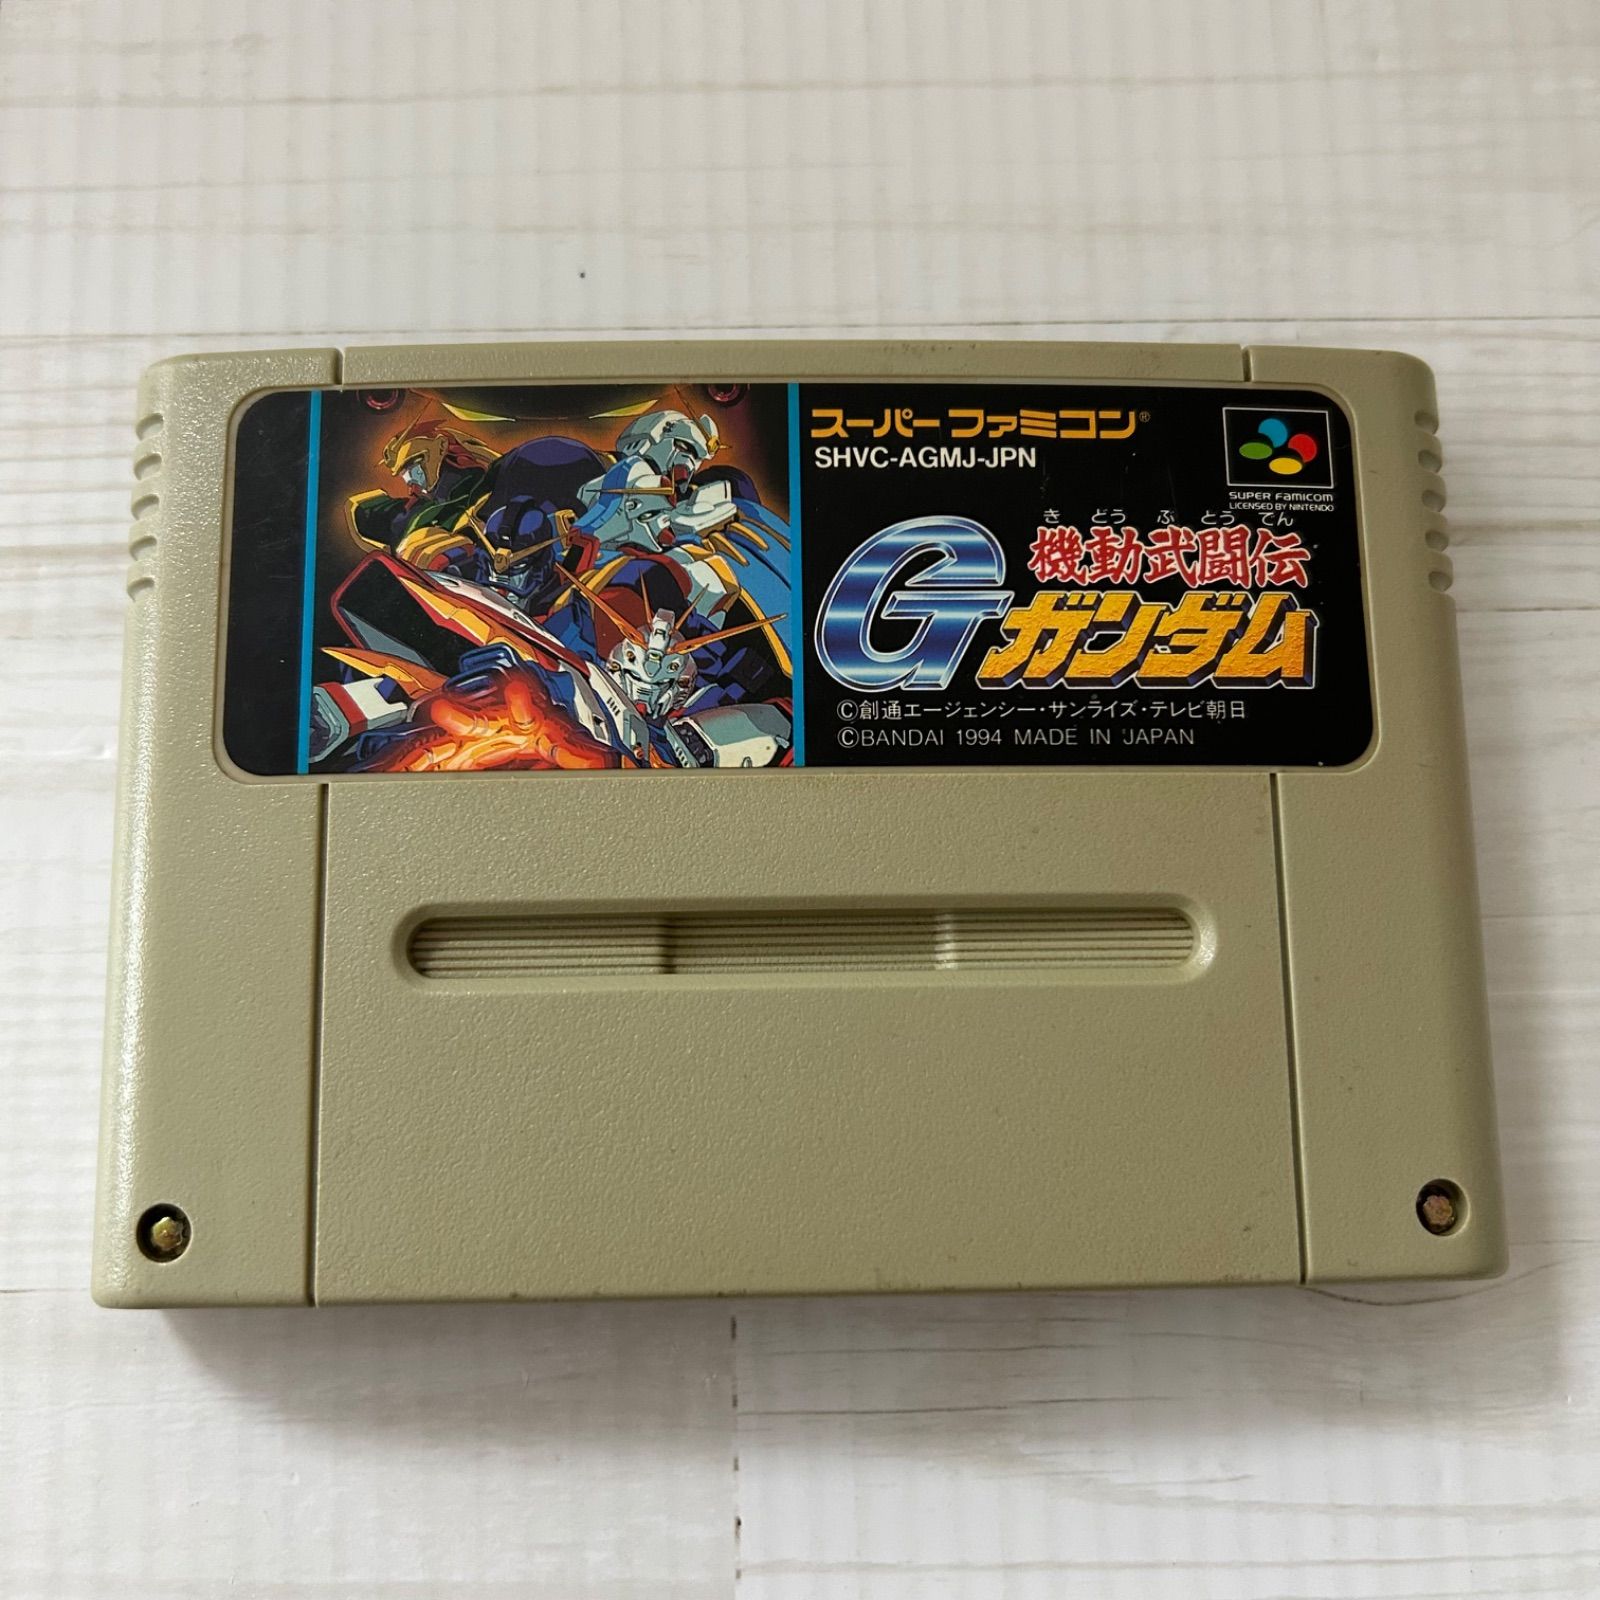 スーパーファミコン®
SHVC-AGMJ-JPN
SUPER FAMICOM
LICENSED BY NINTENDO
きどうぶとうでん
機動武闘伝
Gガンダム
©創通エージェンシー・サンライズ・テレビ朝日
©BANDAI 1994 MADE IN JAPAN